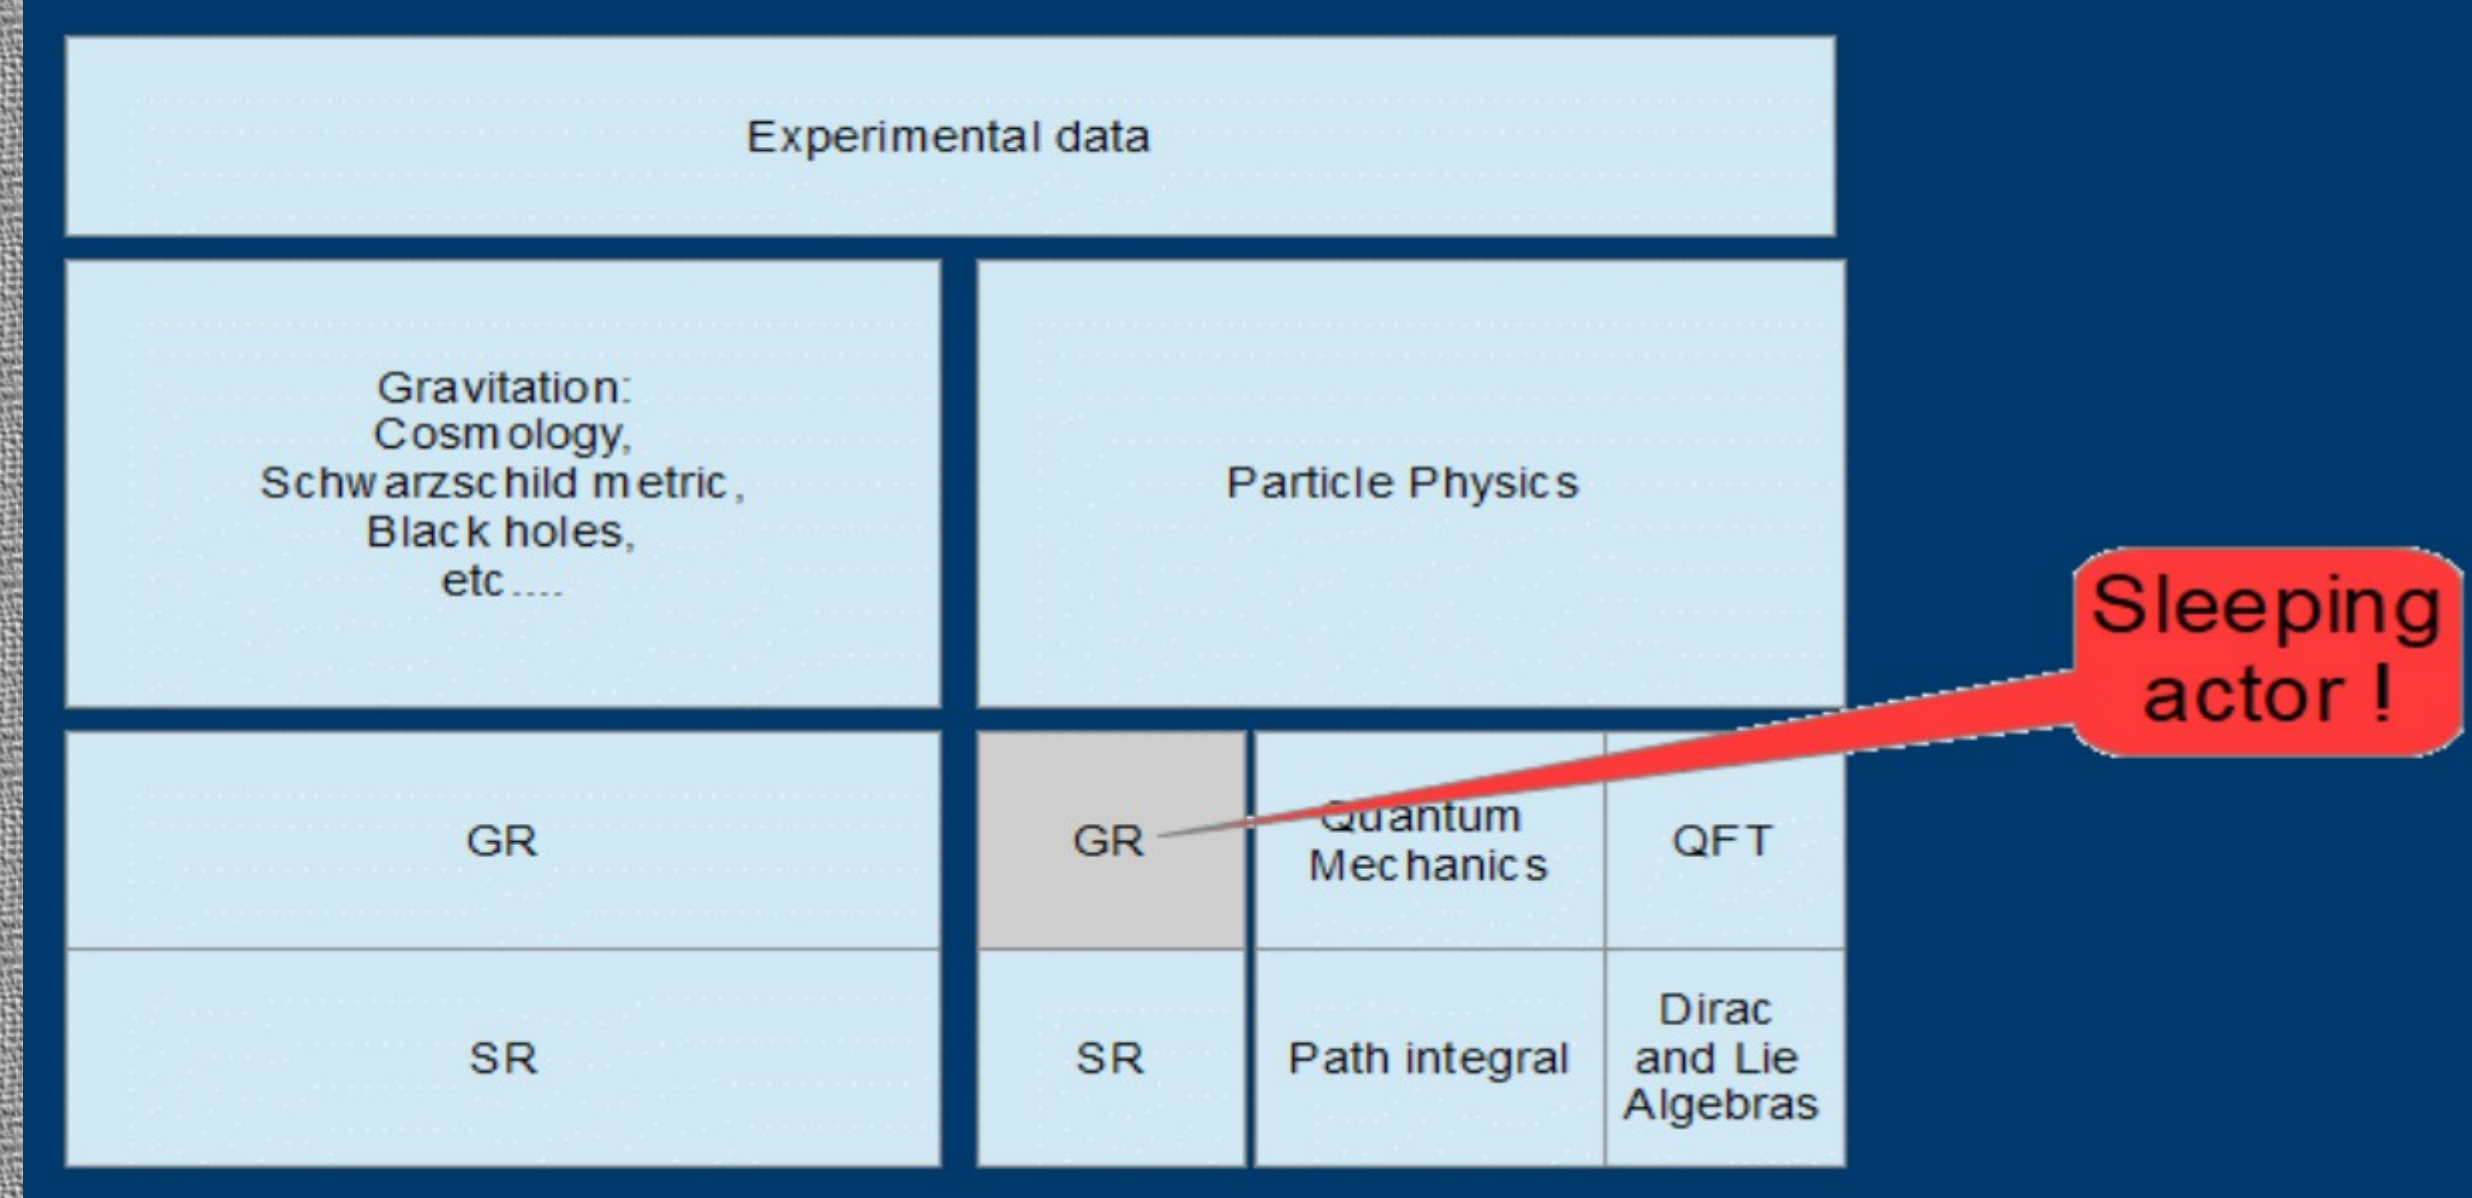 Experimental data
Gravitation:
Cosmology,
Schwarzschild metric,
Black holes,
etc....
Particle Physics
Sleeping
actor !
GR
GR
Quantum
Mechanics
QFT
SR
SR
Path integral
Dirac
and Lie
Algebras